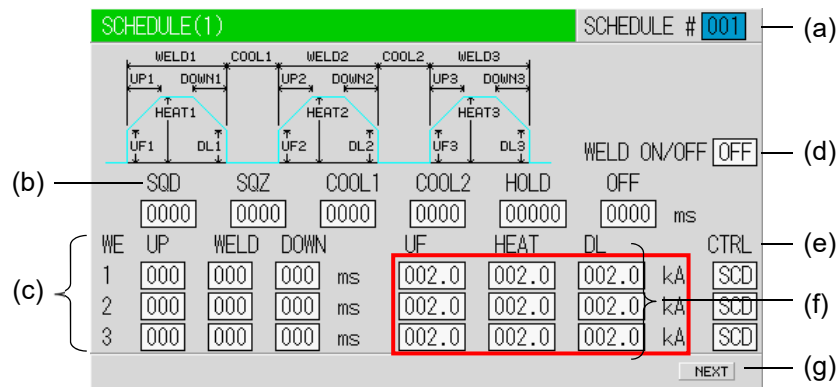 SCHEDULE(1) SCHEDULE # 001 (a)
WELD1 COOL1 WELD2 COOL2 WELD3
UP1 DOWN1 UP2 DOWN2 UP3 DOWN3
HEAT1 HEAT2 HEAT3
UF1 DL1 UF2 DL2 UF3 DL3
WELD ON/OFF OFF (d)
(b) SQD SQZ COOL1 COOL2 HOLD OFF
0000 0000 0000 0000 00000 0000 ms
WE UP WELD DOWN UF HEAT DL CTRL (e)
1 000 000 000 ms 002.0 002.0 002.0 kA SCD
(c) 2 000 000 000 ms 002.0 002.0 002.0 kA SCD (f)
3 000 000 000 ms 002.0 002.0 002.0 kA SCD
NEXT (g)